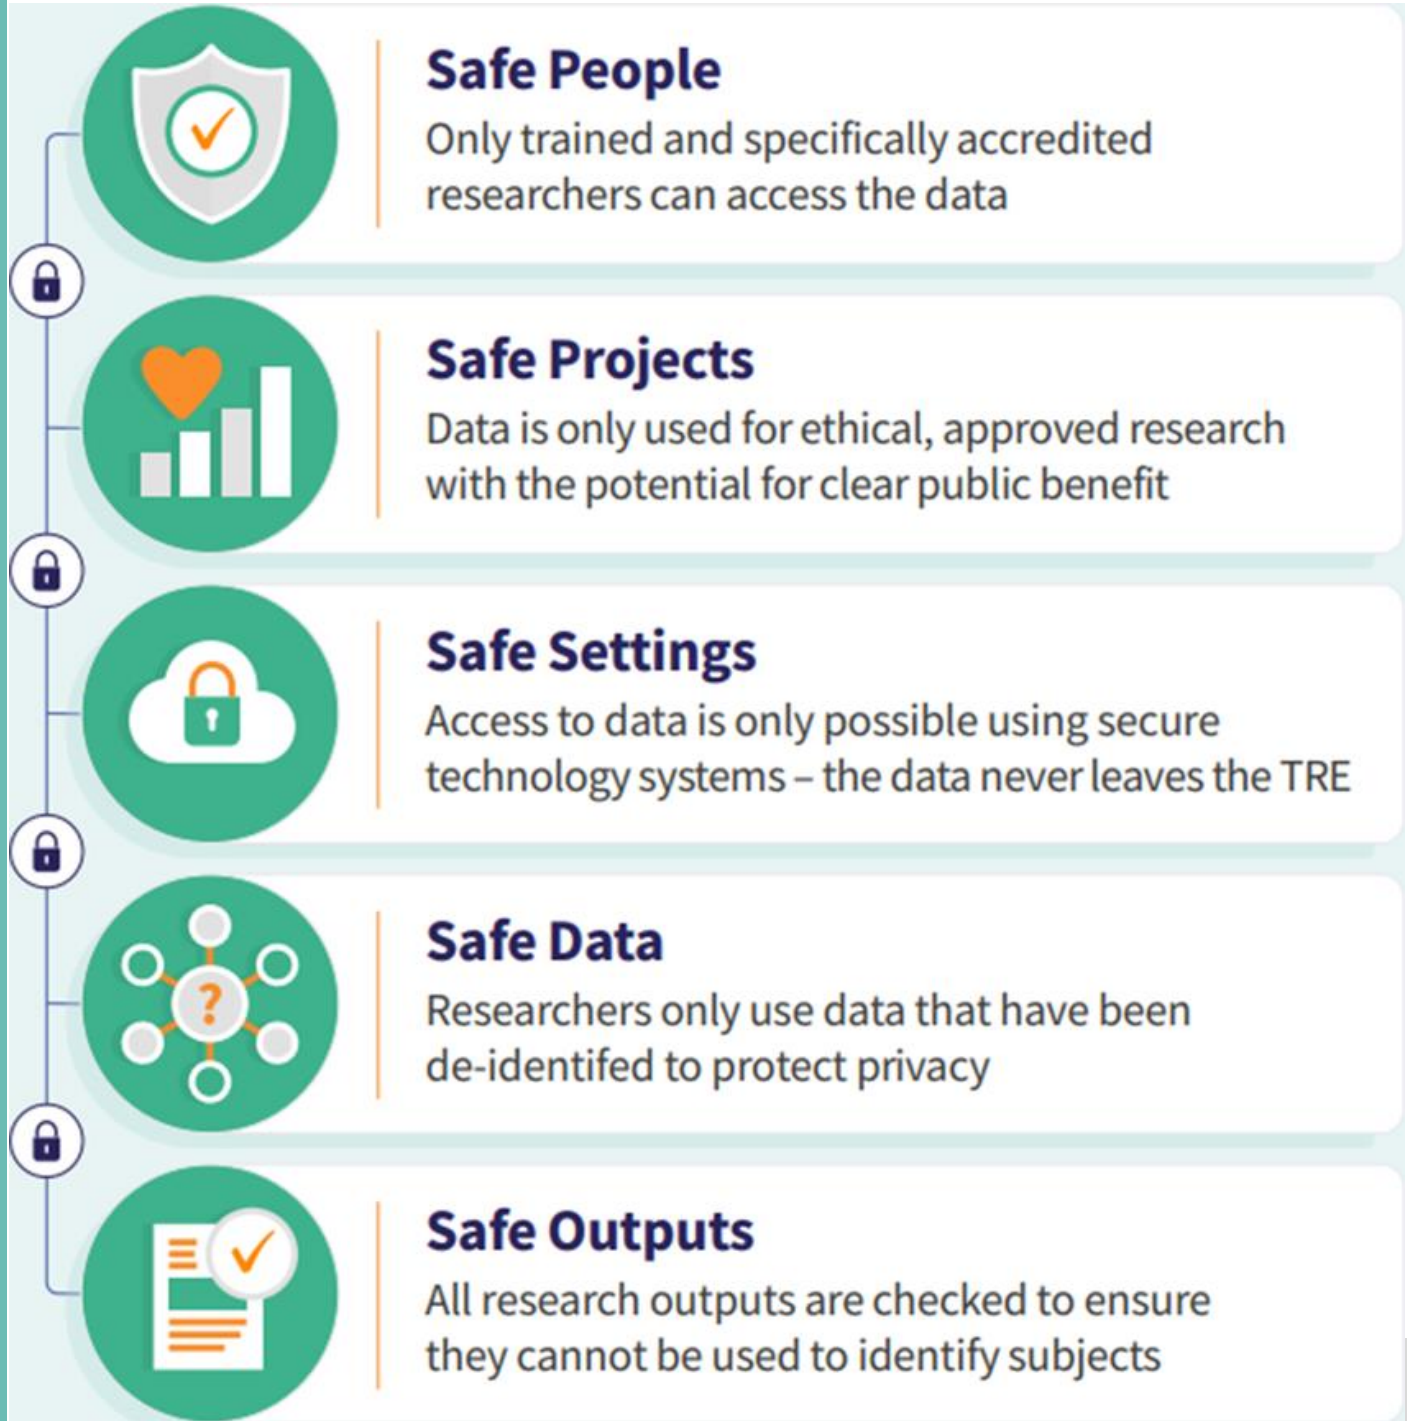 Safe People
Only trained and specifically accredited
researchers can access the data
Safe Projects
Data is only used for ethical, approved research
with the potential for clear public benefit
Safe Settings
Access to data is only possible using secure
technology systems – the data never leaves the TRE
?
Safe Data
Researchers only use data that have been
de-identifed to protect privacy
Safe Outputs
All research outputs are checked to ensure
they cannot be used to identify subjects